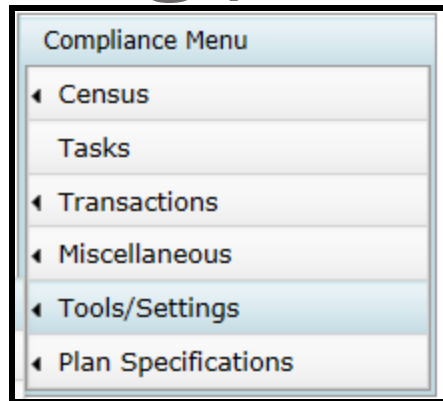 Compliance Menu
Census
Tasks
Transactions
Miscellaneous
Tools/Settings
Plan Specifications